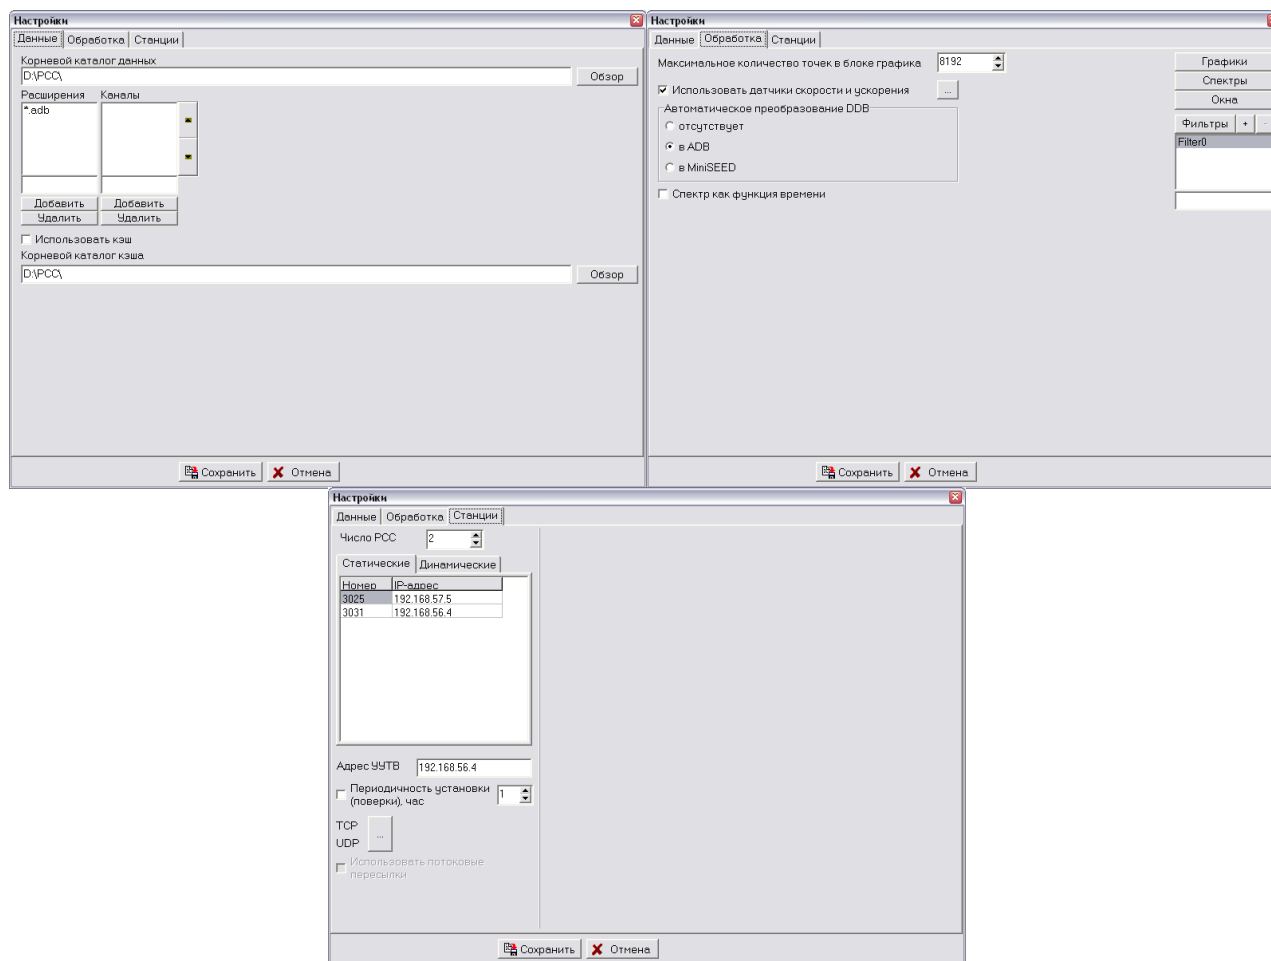 Настройки
Данные Обработка Станции
Корневой каталог данных
D:\РСС\ Обзор
Расширения Каналы
*.adb
Добавить Добавить
Удалить Удалить
Использовать кэш
Корневой каталог кэша
D:\РСС\ Обзор
Сохранить Отмена
Настройки
Данные Обработка Станции
Максимальное количество точек в блоке графика 8192
Использовать датчики скорости и ускорения ...
Автоматическое преобразование DDB
отсутствует
в ADB
в MiniSEED
Спектр как функция времени
Графики
Спектры
Окна
Фильтры + -
Filter0
Сохранить Отмена
Настройки
Данные Обработка Станции
Число РСС 2
Статические Динамические
Номер IP-адрес
3025 192.168.57.5
3031 192.168.56.4
Адрес УУТВ 192.168.56.4
Периодичность установки
(поверки), час 1
TCP
UDP ...
Использовать потоковые
пересылки
Сохранить Отмена